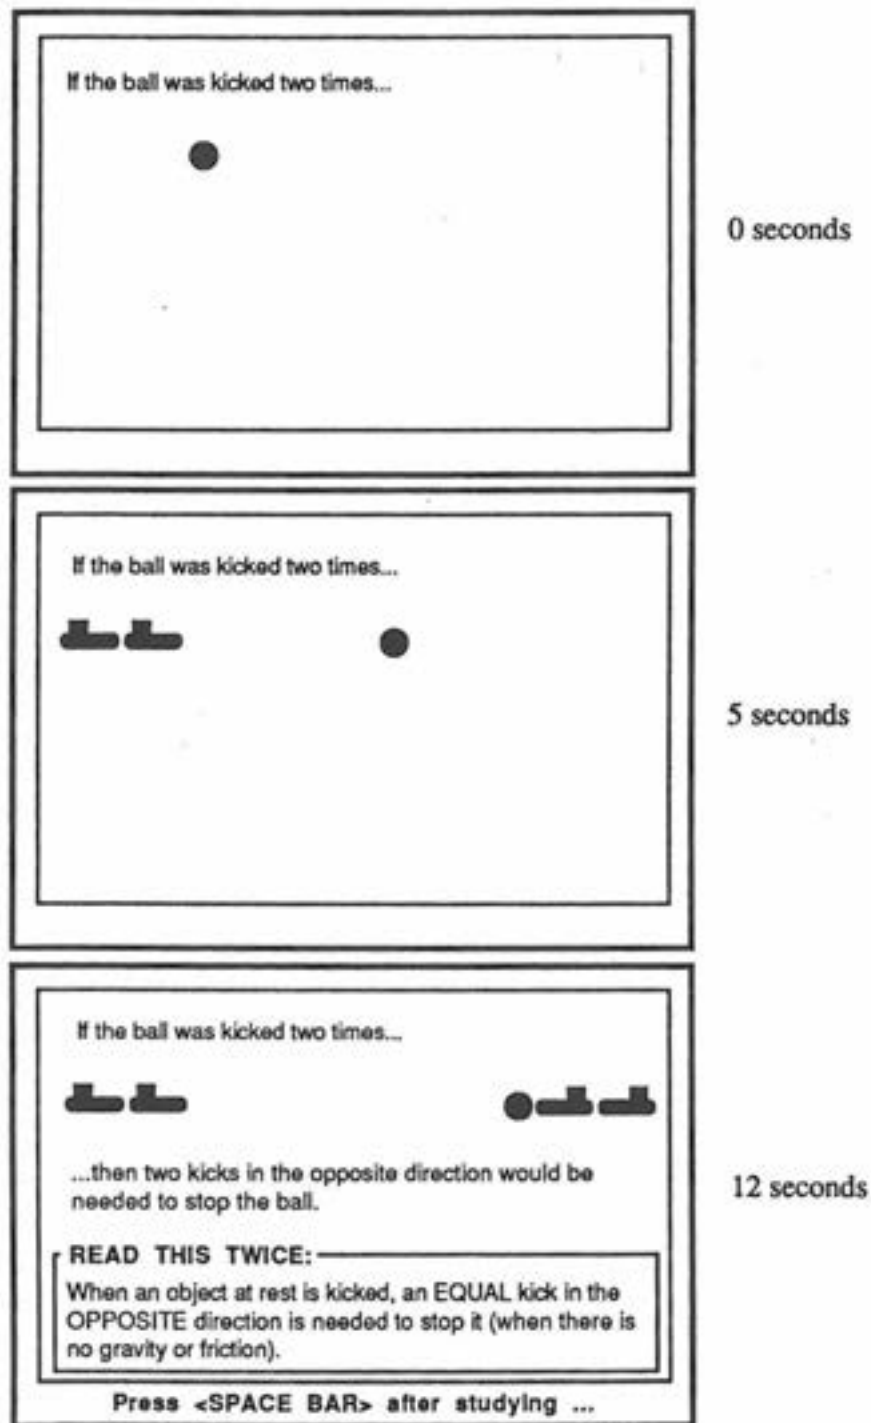 If the ball was kicked two times...
0 seconds
If the ball was kicked two times...
5 seconds
If the ball was kicked two times...
...then two kicks in the opposite direction would be
needed to stop the ball.
12 seconds
READ THIS TWICE:
When an object at rest is kicked, an EQUAL kick in the
OPPOSITE direction is needed to stop it (when there is
no gravity or friction).
Press <SPACE BAR> after studying ...